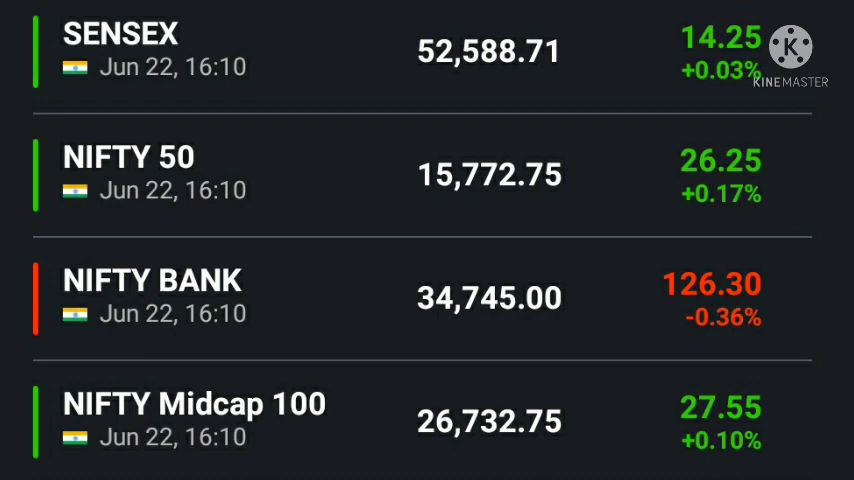 SENSEX
Jun 22, 16:10
52,588.71
14.25
+0.03%
K
KINEMASTER
NIFTY 50
Jun 22, 16:10
15,772.75
26.25
+0.17%
NIFTY BANK
Jun 22, 16:10
34,745.00
126.30
-0.36%
NIFTY Midcap 100
Jun 22, 16:10
26,732.75
27.55
+0.10%